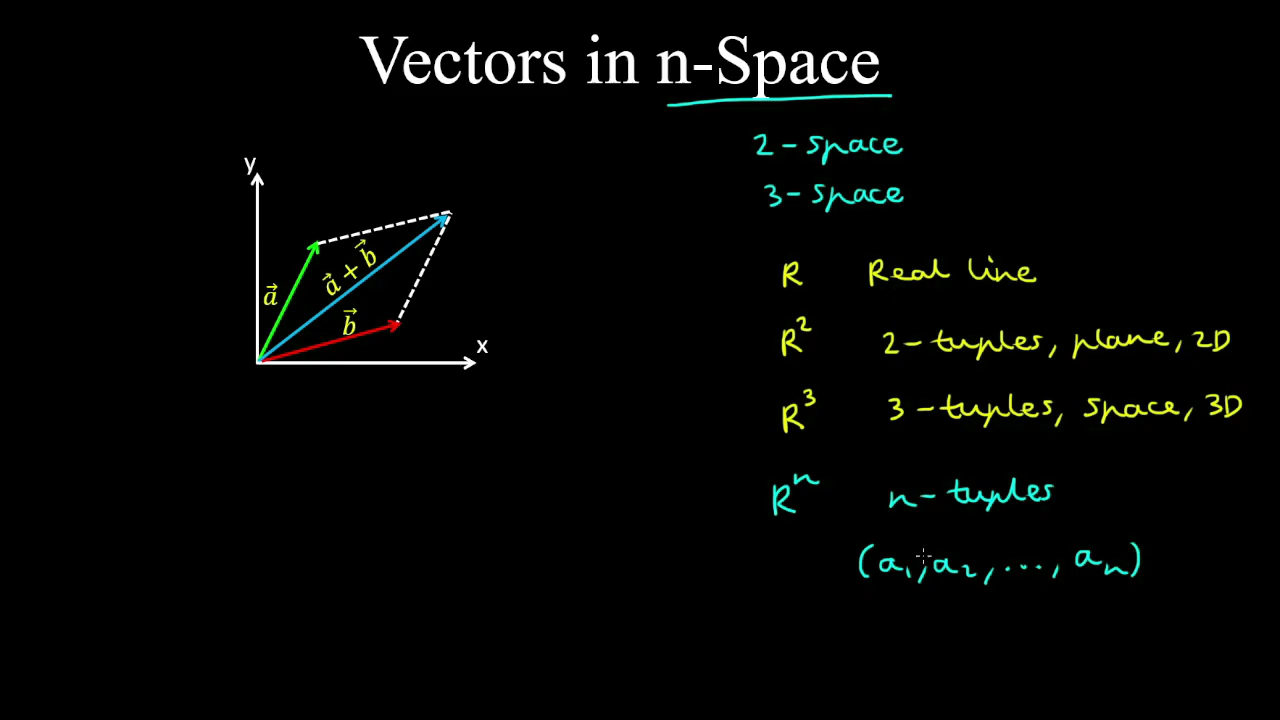 Vectors in n-Space
2 - space
3 - space
y
a⃗
a⃗ + b⃗
b⃗
x
R Real line
R² 2 - tuples, plane, 2D
R³ 3 - tuples, space, 3D
Rⁿ n - tuples
(a₁, a₂, ..., aₙ)